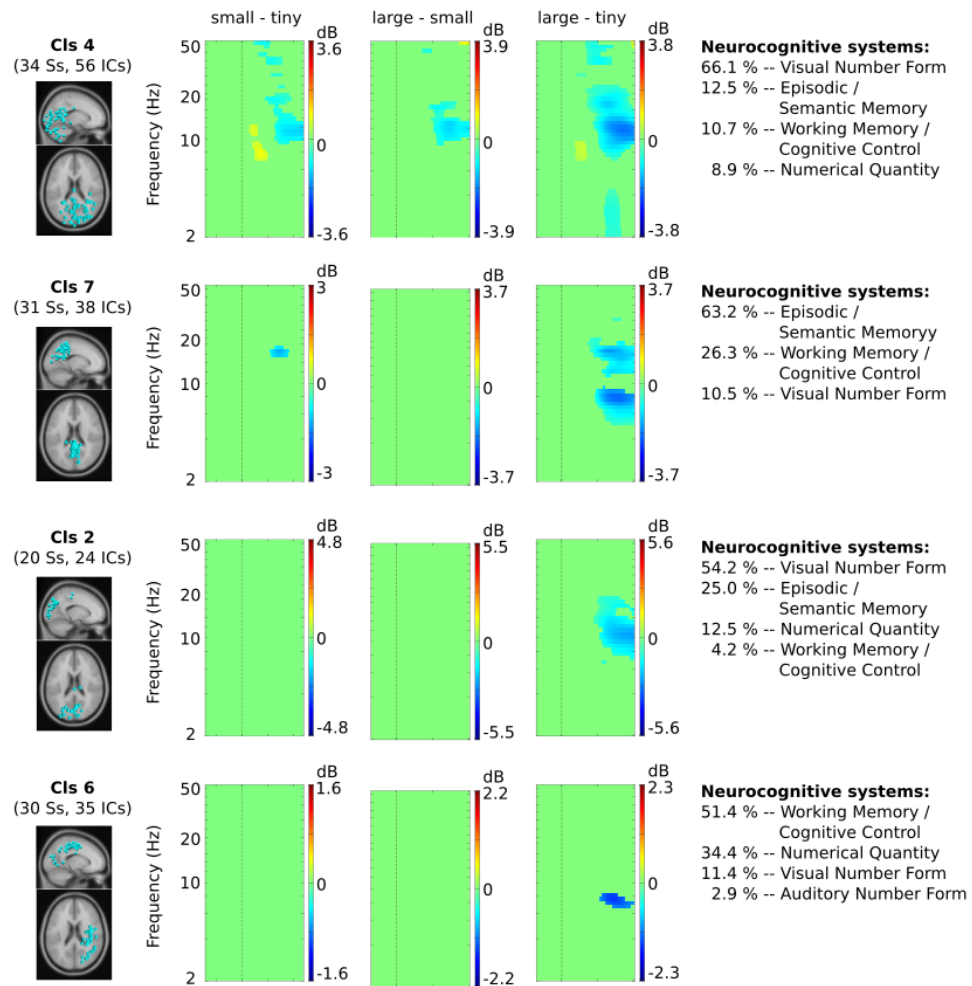 small - tiny
large - small
large - tiny
Cls 4
(34 Ss, 56 ICs)
Frequency (Hz)
50
20
10
2
dB
3.6
0
-3.6
dB
3.9
0
-3.9
dB
3.8
0
-3.8
Neurocognitive systems:
66.1 % -- Visual Number Form
12.5 % -- Episodic /
Semantic Memory
10.7 % -- Working Memory /
Cognitive Control
8.9 % -- Numerical Quantity
Cls 7
(31 Ss, 38 ICs)
Frequency (Hz)
50
20
10
2
dB
3
0
-3
dB
3.7
0
-3.7
dB
3.7
0
-3.7
Neurocognitive systems:
63.2 % -- Episodic /
Semantic Memoryy
26.3 % -- Working Memory /
Cognitive Control
10.5 % -- Visual Number Form
Cls 2
(20 Ss, 24 ICs)
Frequency (Hz)
50
20
10
2
dB
4.8
0
-4.8
dB
5.5
0
-5.5
dB
5.6
0
-5.6
Neurocognitive systems:
54.2 % -- Visual Number Form
25.0 % -- Episodic /
Semantic Memory
12.5 % -- Numerical Quantity
4.2 % -- Working Memory /
Cognitive Control
Cls 6
(30 Ss, 35 ICs)
Frequency (Hz)
50
20
10
2
dB
1.6
0
-1.6
dB
2.2
0
-2.2
dB
2.3
0
-2.3
Neurocognitive systems:
51.4 % -- Working Memory /
Cognitive Control
34.4 % -- Numerical Quantity
11.4 % -- Visual Number Form
2.9 % -- Auditory Number Form